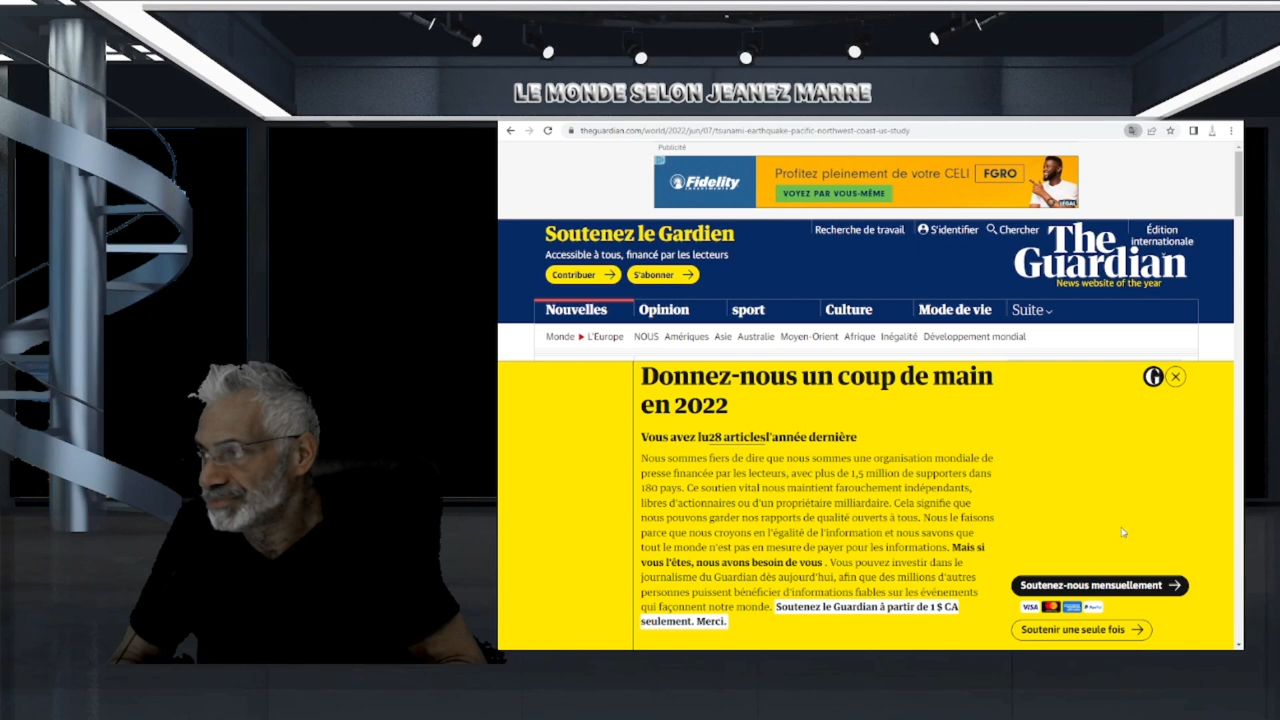 LE MONDE SELON JEANEZ MARRE
theguardian.com/world/2022/jun/07/tsunami-earthquake-pacific-northwest-coast-us-study
Publicité
Fidelity
INVESTMENTS
Profitez pleinement de votre CELI FGRO
VOYEZ PAR VOUS-MÊME
LÉGAL
Soutenez le Gardien
Accessible à tous, financé par les lecteurs
Contribuer → S'abonner →
Recherche de travail S'identifier Chercher
Édition
internationale
The
Guardian
News website of the year
Nouvelles Opinion sport Culture Mode de vie Suite
Monde ▶ L'Europe NOUS Amériques Asie Australie Moyen-Orient Afrique Inégalité Développement mondial
Donnez-nous un coup de main
en 2022
Vous avez lu28 articlesl'année dernière
Nous sommes fiers de dire que nous sommes une organisation mondiale de
presse financée par les lecteurs, avec plus de 1,5 million de supporters dans
180 pays. Ce soutien vital nous maintient farouchement indépendants,
libres d'actionnaires ou d'un propriétaire milliardaire. Cela signifie que
nous pouvons garder nos rapports de qualité ouverts à tous. Nous le faisons
parce que nous croyons en l'égalité de l'information et nous savons que
tout le monde n'est pas en mesure de payer pour les informations. Mais si
vous l'êtes, nous avons besoin de vous . Vous pouvez investir dans le
journalisme du Guardian dès aujourd'hui, afin que des millions d'autres
personnes puissent bénéficier d'informations fiables sur les événements
qui façonnent notre monde. Soutenez le Guardian à partir de 1 $ CA
seulement. Merci.
G
Soutenez-nous mensuellement →
VISA PayPal
Soutenir une seule fois →